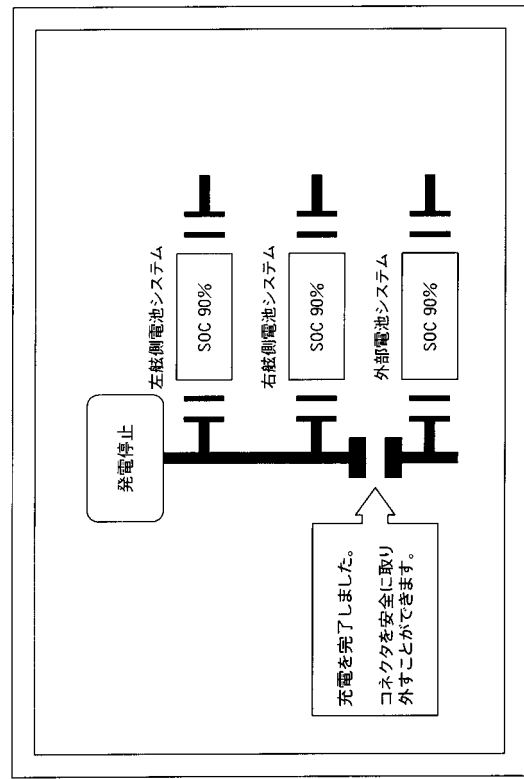 発電停止
左舷側電池システム
SOC 90%
右舷側電池システム
SOC 90%
外部電池システム
SOC 90%
充電を完了しました。
コネクタを安全に取り
外すことができます。